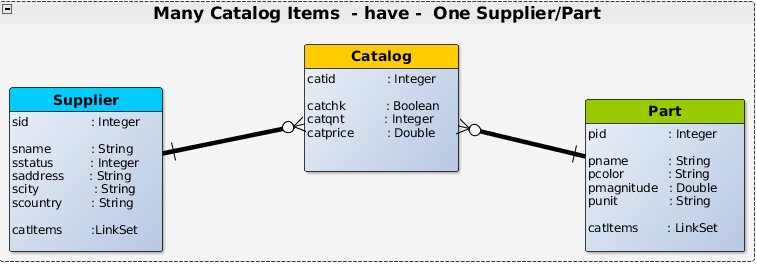 Many Catalog Items  - have -  One Supplier/Part
Supplier
sid : Integer
sname : String
sstatus : Integer
saddress : String
scity : String
scountry : String
catItems :LinkSet
Catalog
catid : Integer
catchk : Boolean
catqnt : Integer
catprice : Double
Part
pid : Integer
pname : String
pcolor : String
pmagnitude : Double
punit : String
catItems : LinkSet